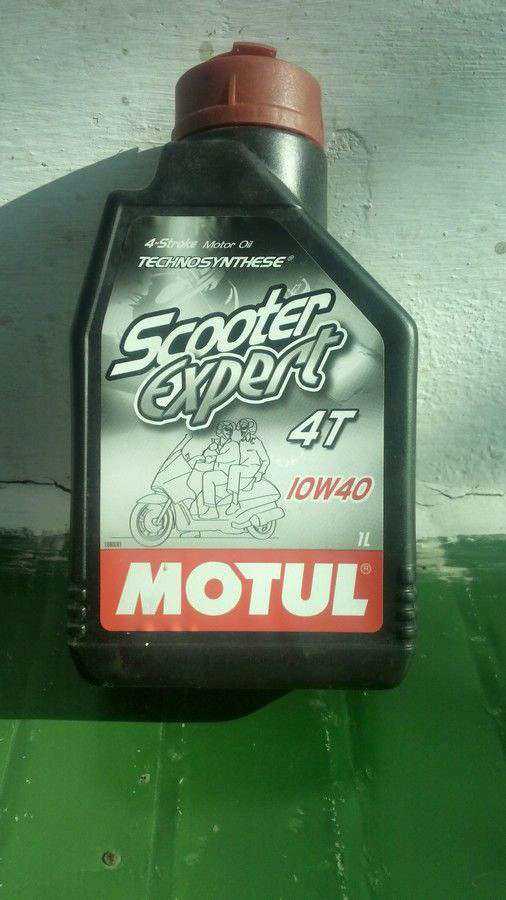 4-Stroke Motor Oil
TECHNOSYNTHESE®
Scooter
Expert
4T
10W40
1L
MOTUL®